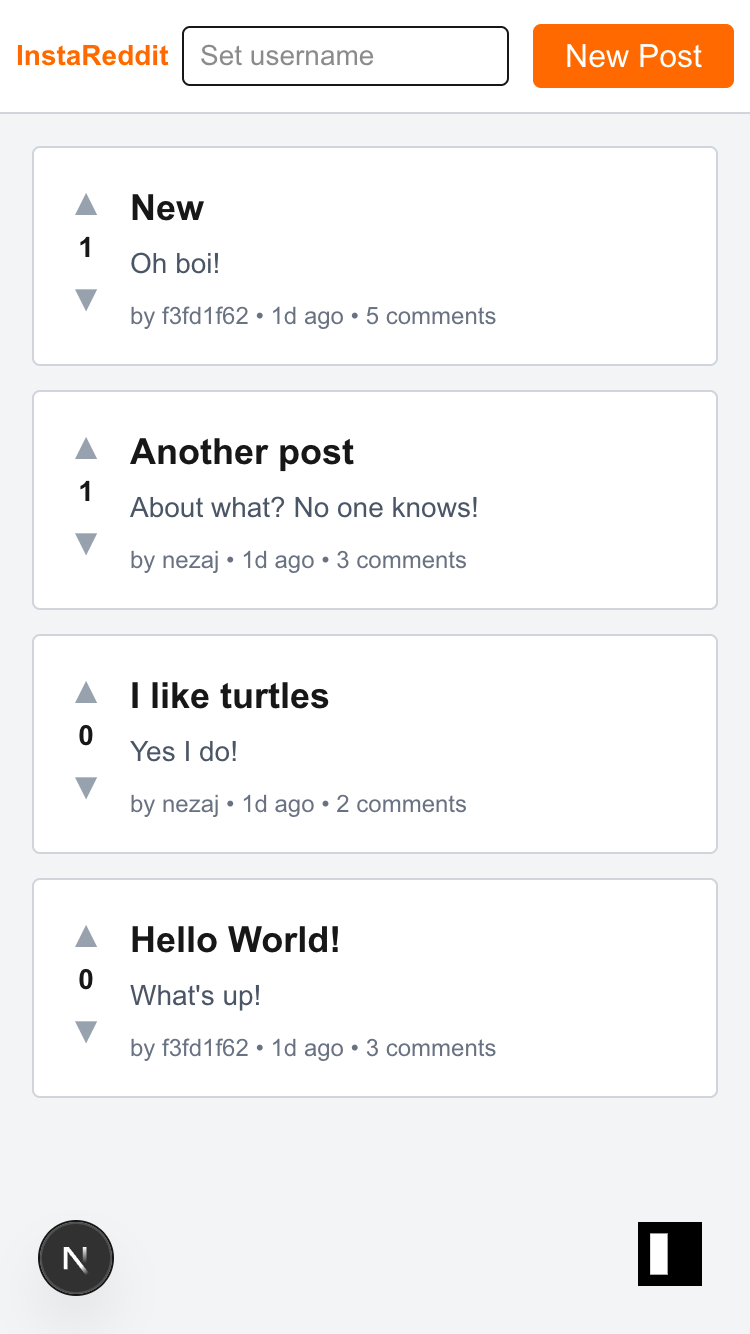 InstaReddit
Set username
New Post
▲
1
▼
New
Oh boi!
by f3fd1f62 • 1d ago • 5 comments
▲
1
▼
Another post
About what? No one knows!
by nezaj • 1d ago • 3 comments
▲
0
▼
I like turtles
Yes I do!
by nezaj • 1d ago • 2 comments
▲
0
▼
Hello World!
What's up!
by f3fd1f62 • 1d ago • 3 comments
N